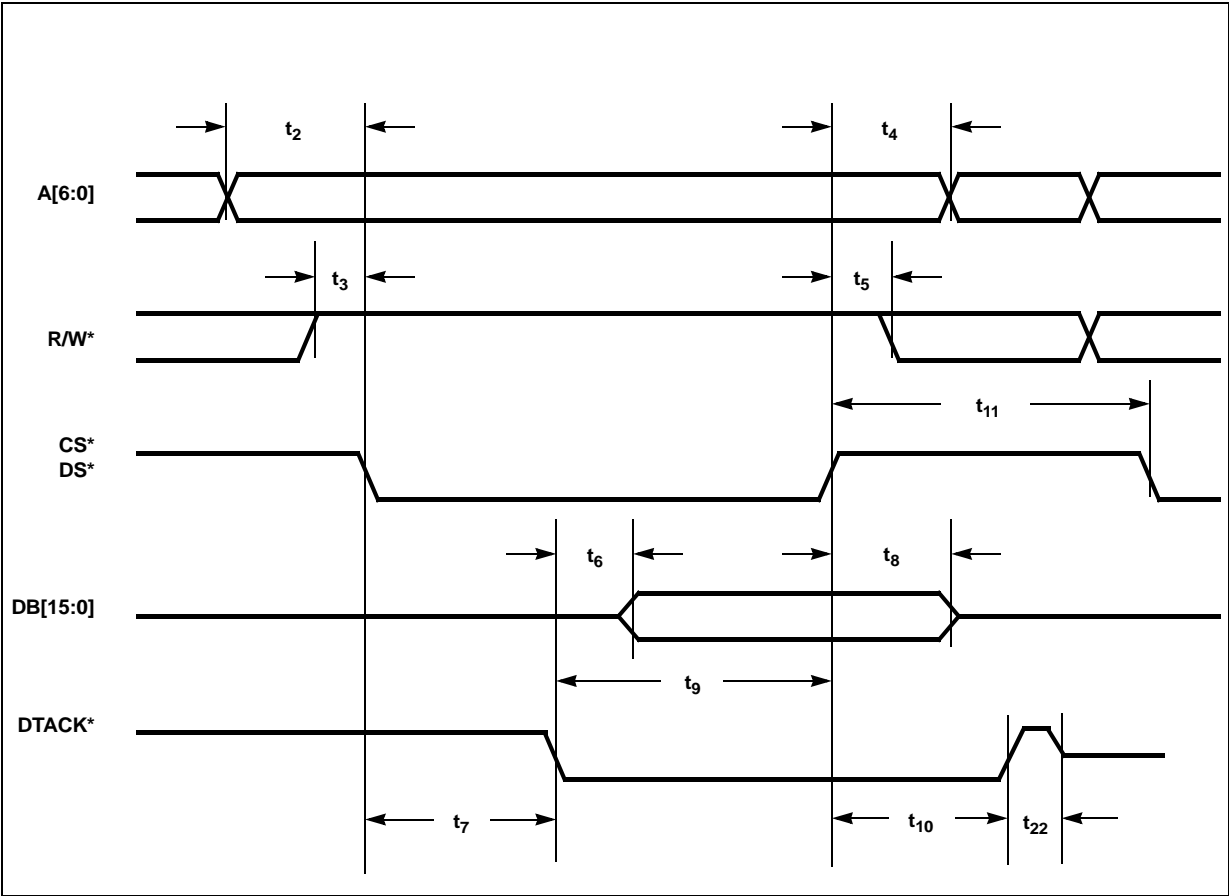 t2
t4
A[6:0]
t3
t5
R/W*
t11
CS*
DS*
t6
t8
DB[15:0]
t9
DTACK*
t7
t10
t22